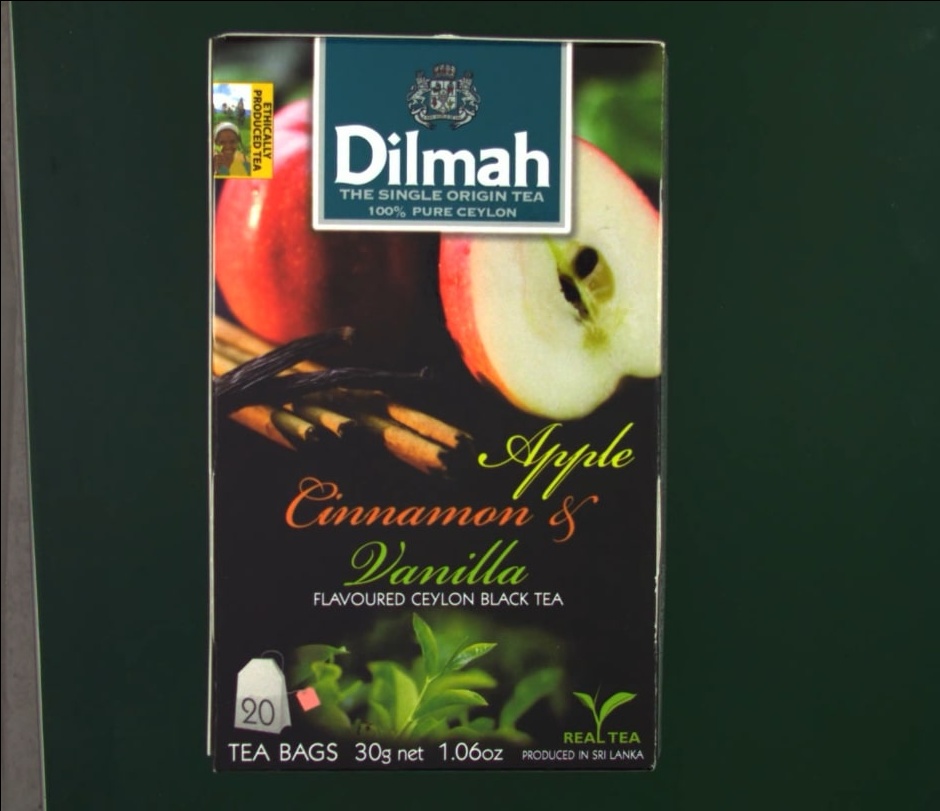 ETHICALLY
PRODUCED TEA
Dilmah
THE SINGLE ORIGIN TEA
100% PURE CEYLON
Apple
Cinnamon &
Vanilla
FLAVOURED CEYLON BLACK TEA
20
TEA BAGS 30g net 1.06oz
REAL TEA
PRODUCED IN SRI LANKA